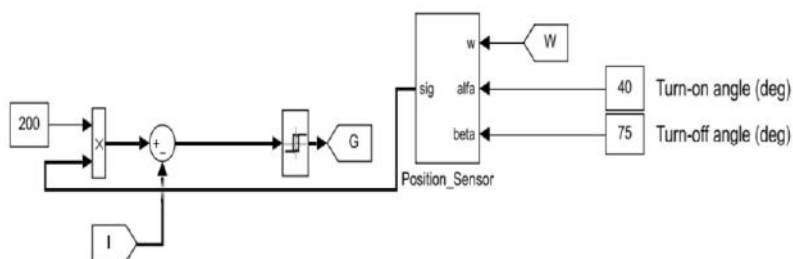 w
W
sig
alfa
40
Turn-on angle (deg)
200
×
+
-
G
beta
75
Turn-off angle (deg)
Position_Sensor
I